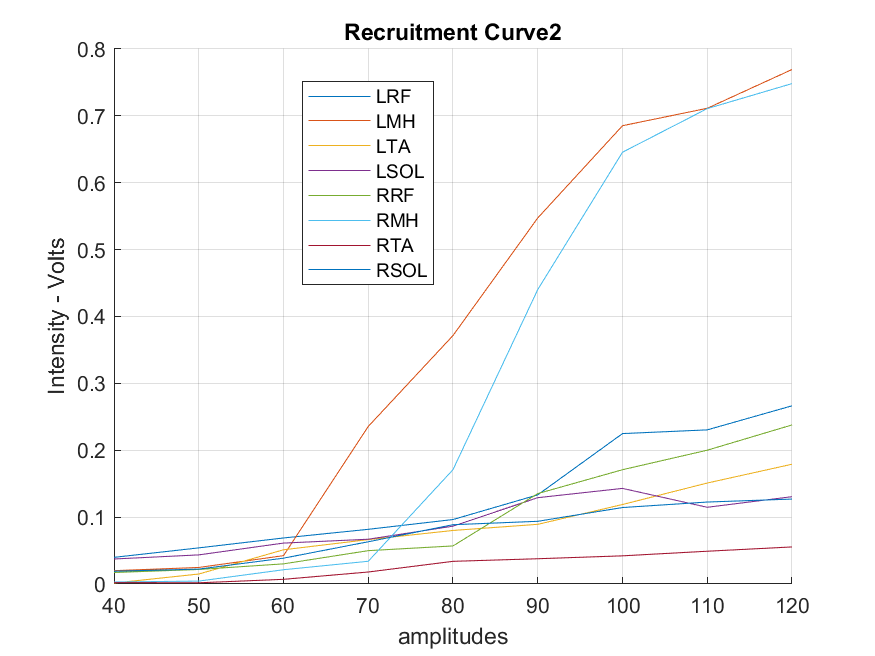 Recruitment Curve2
0.8
0.7
0.6
0.5
0.4
0.3
0.2
0.1
0
Intensity - Volts
LRF
LMH
LTA
LSOL
RRF
RMH
RTA
RSOL
40 50 60 70 80 90 100 110 120
amplitudes